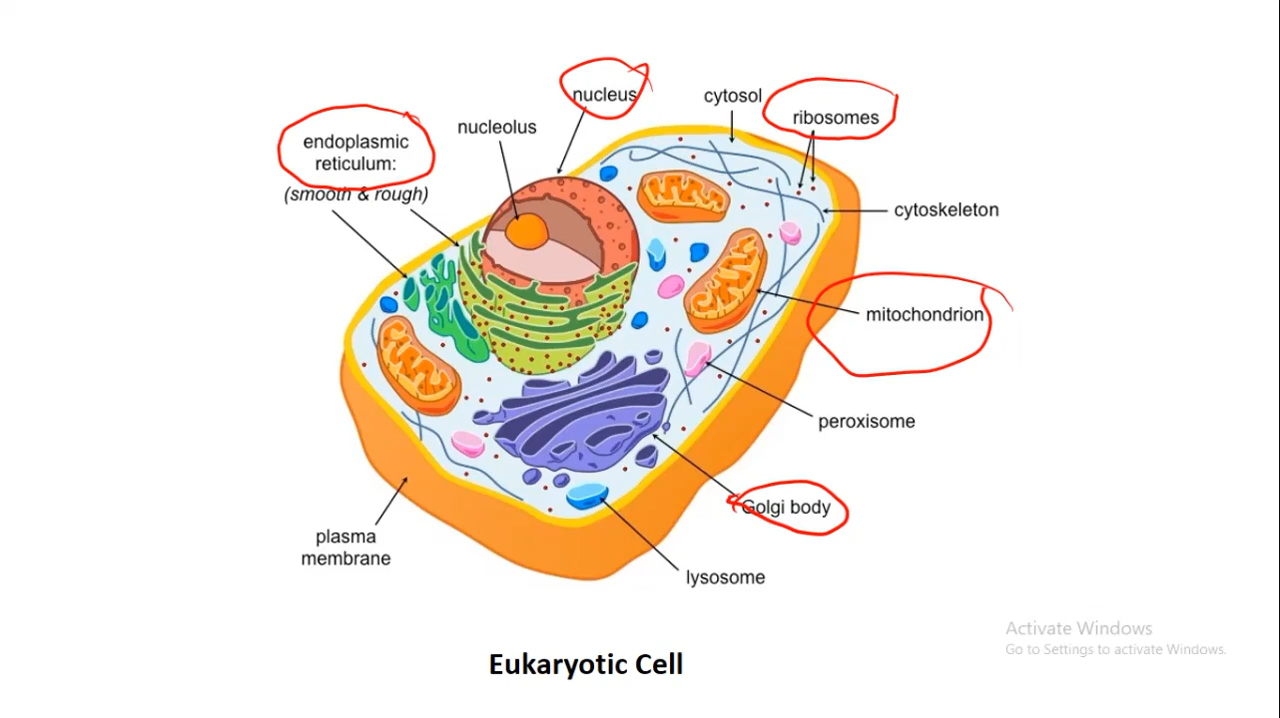 nucleus
cytosol
ribosomes
nucleolus
endoplasmic
reticulum:
(smooth & rough)
cytoskeleton
mitochondrion
peroxisome
Golgi body
plasma
membrane
lysosome
Activate Windows
Go to Settings to activate Windows.
Eukaryotic Cell